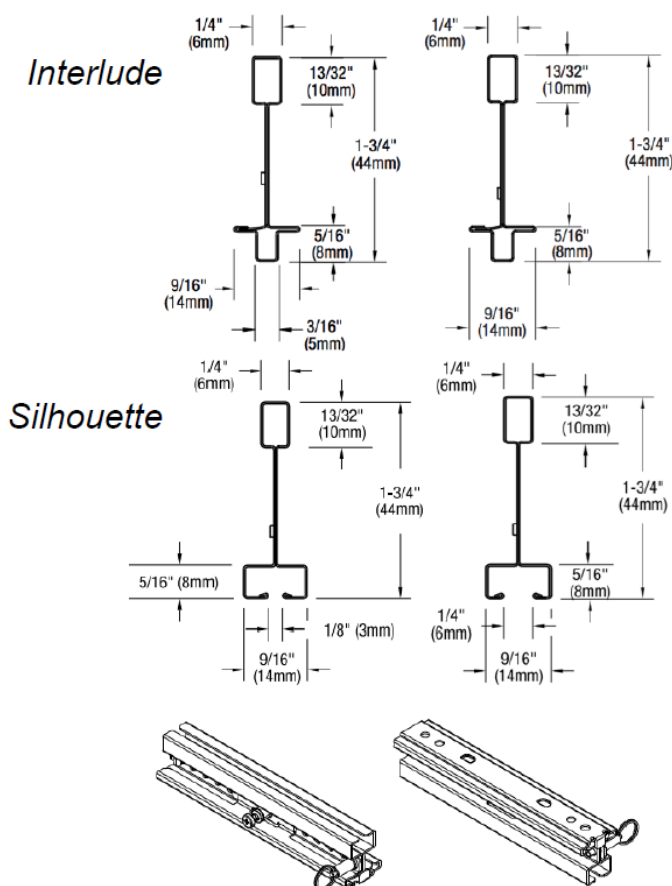 1/4"
(6mm)
1/4"
(6mm)
Interlude
13/32"
(10mm)
13/32"
(10mm)
1-3/4"
(44mm)
1-3/4"
(44mm)
5/16"
(8mm)
5/16"
(8mm)
9/16"
(14mm)
9/16"
(14mm)
3/16"
(5mm)
1/4"
(6mm)
1/4"
(6mm)
Silhouette
13/32"
(10mm)
13/32"
(10mm)
1-3/4"
(44mm)
1-3/4"
(44mm)
5/16" (8mm)
5/16"
(8mm)
1/8" (3mm)
1/4"
(6mm)
9/16"
(14mm)
9/16"
(14mm)